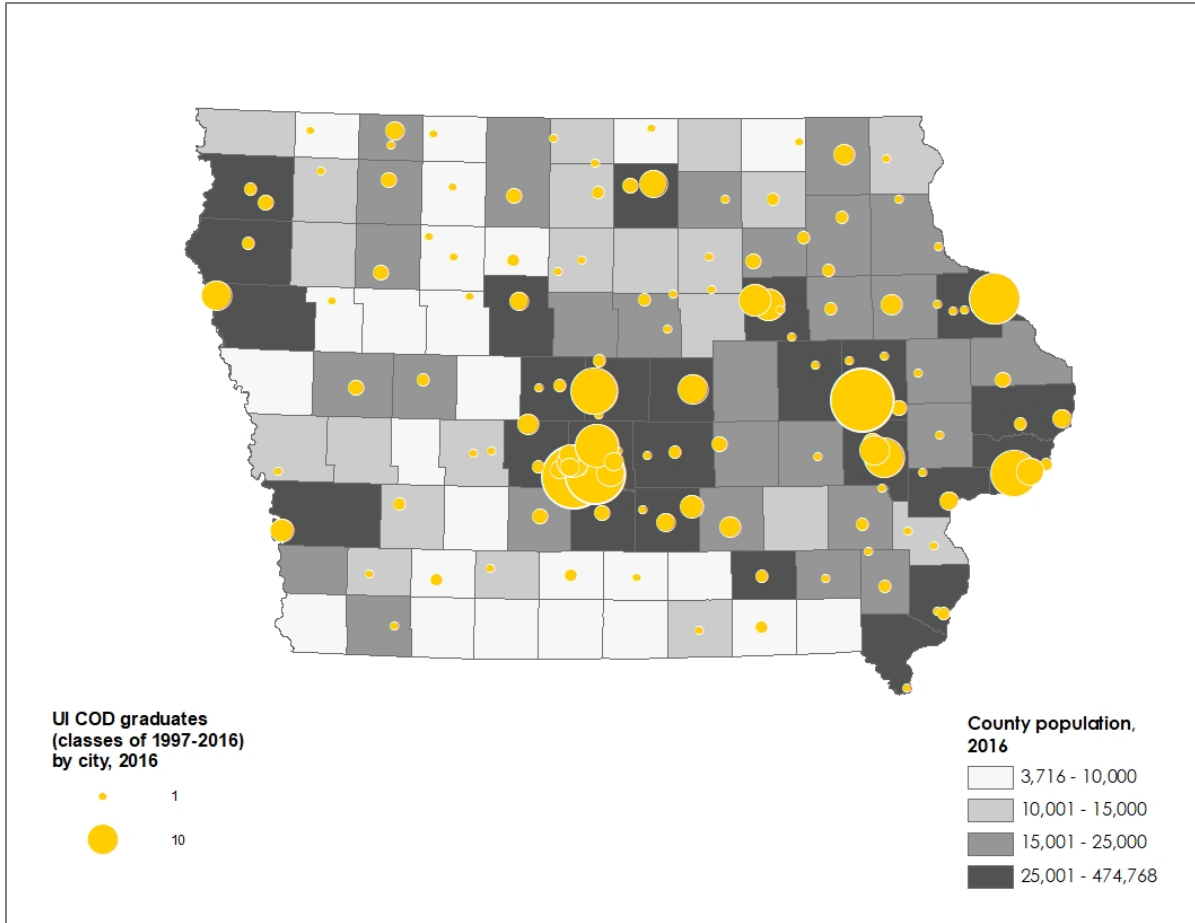 UI COD graduates
(classes of 1997-2016)
by city, 2016
1
10
County population,
2016
3,716 - 10,000
10,001 - 15,000
15,001 - 25,000
25,001 - 474,768